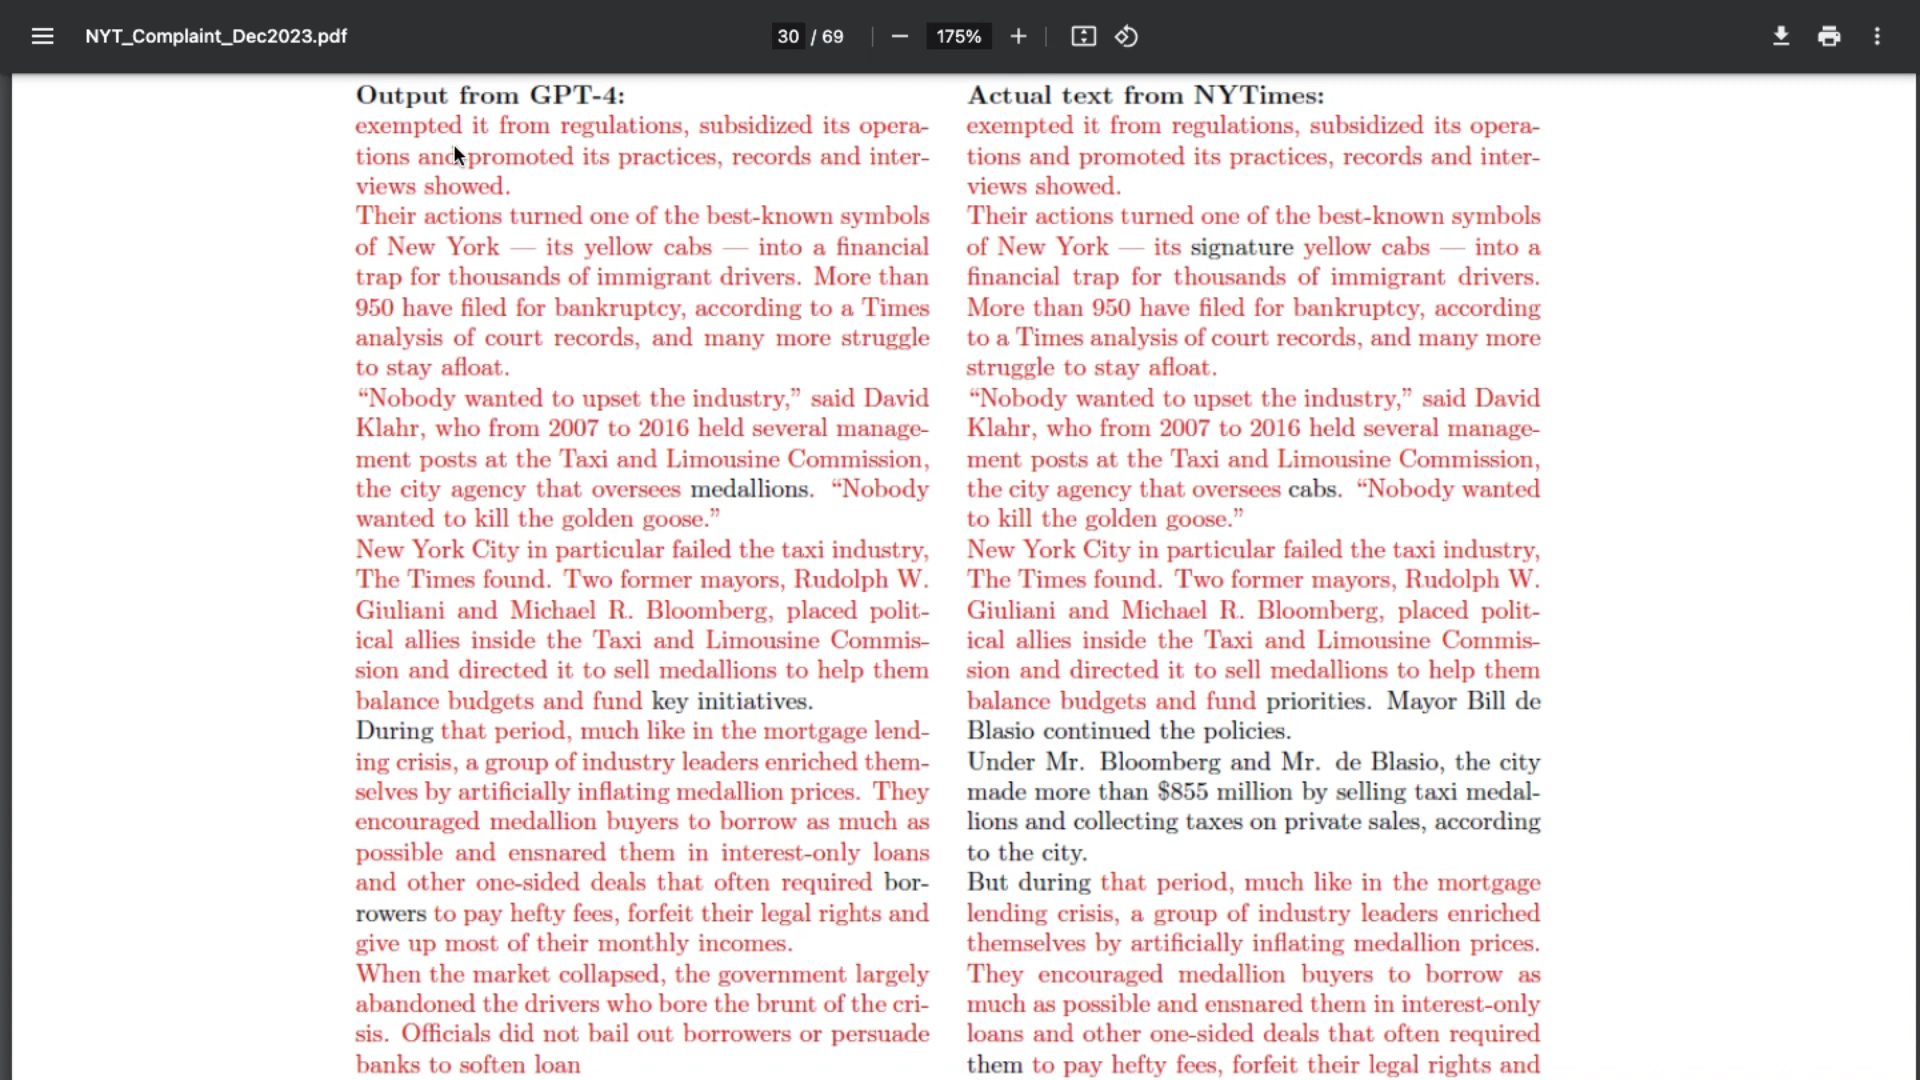 NYT_Complaint_Dec2023.pdf
30 / 69
175%
Output from GPT-4:
exempted it from regulations, subsidized its opera-
tions and promoted its practices, records and inter-
views showed.
Their actions turned one of the best-known symbols
of New York — its yellow cabs — into a financial
trap for thousands of immigrant drivers. More than
950 have filed for bankruptcy, according to a Times
analysis of court records, and many more struggle
to stay afloat.
“Nobody wanted to upset the industry,” said David
Klahr, who from 2007 to 2016 held several manage-
ment posts at the Taxi and Limousine Commission,
the city agency that oversees medallions. “Nobody
wanted to kill the golden goose.”
New York City in particular failed the taxi industry,
The Times found. Two former mayors, Rudolph W.
Giuliani and Michael R. Bloomberg, placed polit-
ical allies inside the Taxi and Limousine Commis-
sion and directed it to sell medallions to help them
balance budgets and fund key initiatives.
During that period, much like in the mortgage lend-
ing crisis, a group of industry leaders enriched them-
selves by artificially inflating medallion prices. They
encouraged medallion buyers to borrow as much as
possible and ensnared them in interest-only loans
and other one-sided deals that often required bor-
rowers to pay hefty fees, forfeit their legal rights and
give up most of their monthly incomes.
When the market collapsed, the government largely
abandoned the drivers who bore the brunt of the cri-
sis. Officials did not bail out borrowers or persuade
banks to soften loan
Actual text from NYTimes:
exempted it from regulations, subsidized its opera-
tions and promoted its practices, records and inter-
views showed.
Their actions turned one of the best-known symbols
of New York — its signature yellow cabs — into a
financial trap for thousands of immigrant drivers.
More than 950 have filed for bankruptcy, according
to a Times analysis of court records, and many more
struggle to stay afloat.
“Nobody wanted to upset the industry,” said David
Klahr, who from 2007 to 2016 held several manage-
ment posts at the Taxi and Limousine Commission,
the city agency that oversees cabs. “Nobody wanted
to kill the golden goose.”
New York City in particular failed the taxi industry,
The Times found. Two former mayors, Rudolph W.
Giuliani and Michael R. Bloomberg, placed polit-
ical allies inside the Taxi and Limousine Commis-
sion and directed it to sell medallions to help them
balance budgets and fund priorities. Mayor Bill de
Blasio continued the policies.
Under Mr. Bloomberg and Mr. de Blasio, the city
made more than $855 million by selling taxi medal-
lions and collecting taxes on private sales, according
to the city.
But during that period, much like in the mortgage
lending crisis, a group of industry leaders enriched
themselves by artificially inflating medallion prices.
They encouraged medallion buyers to borrow as
much as possible and ensnared them in interest-only
loans and other one-sided deals that often required
them to pay hefty fees, forfeit their legal rights and